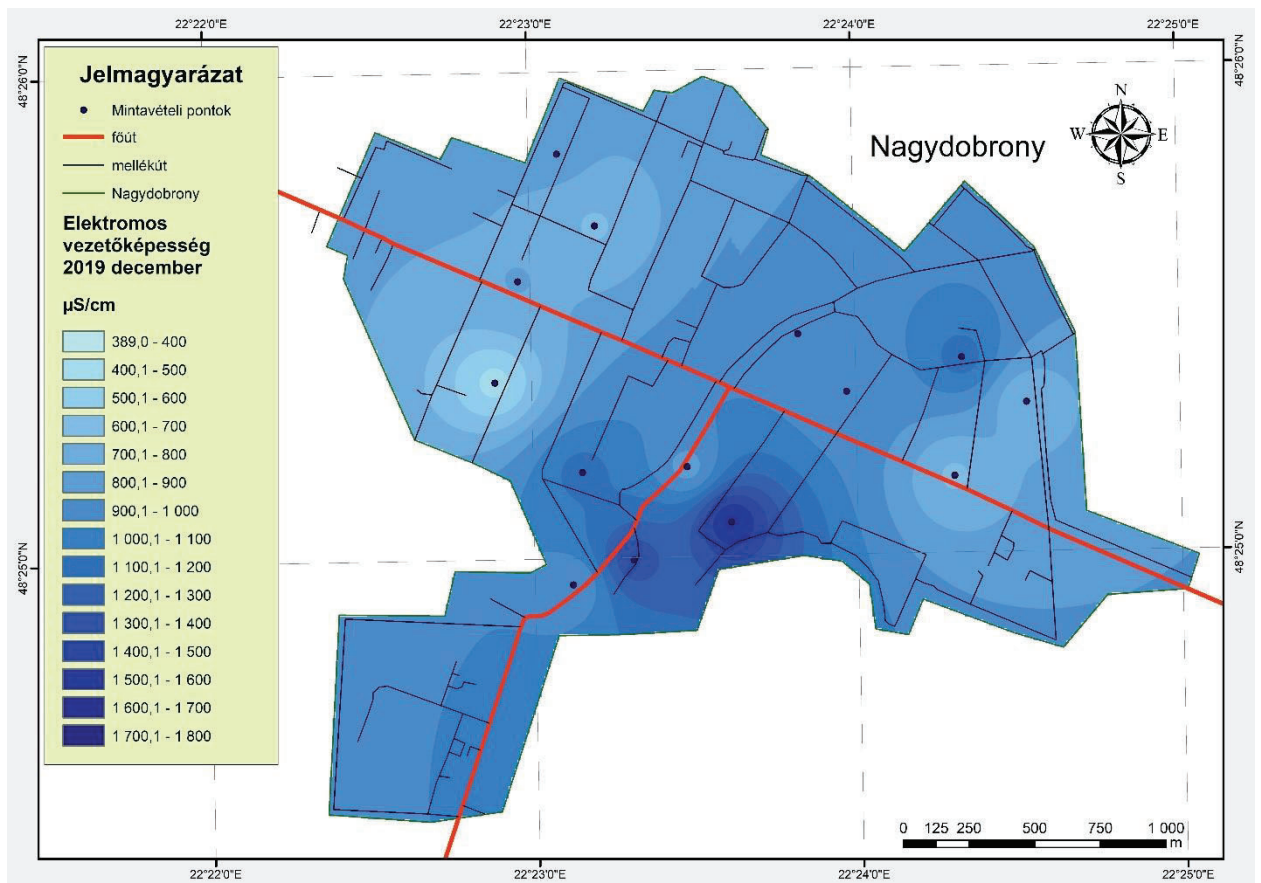 22°22'0"E
22°23'0"E
22°24'0"E
22°25'0"E
48°26'0"N
48°26'0"N
Jelmagyarázat
Mintavételi pontok
főút
mellékút
Nagydobrony
Elektromos
vezetőképesség
2019 december
µS/cm
389,0 - 400
400,1 - 500
500,1 - 600
600,1 - 700
700,1 - 800
800,1 - 900
900,1 - 1 000
1 000,1 - 1 100
1 100,1 - 1 200
1 200,1 - 1 300
1 300,1 - 1 400
1 400,1 - 1 500
1 500,1 - 1 600
1 600,1 - 1 700
1 700,1 - 1 800
Nagydobrony
N
W
E
S
48°25'0"N
48°25'0"N
0 125 250 500 750 1 000
m
22°22'0"E
22°23'0"E
22°24'0"E
22°25'0"E